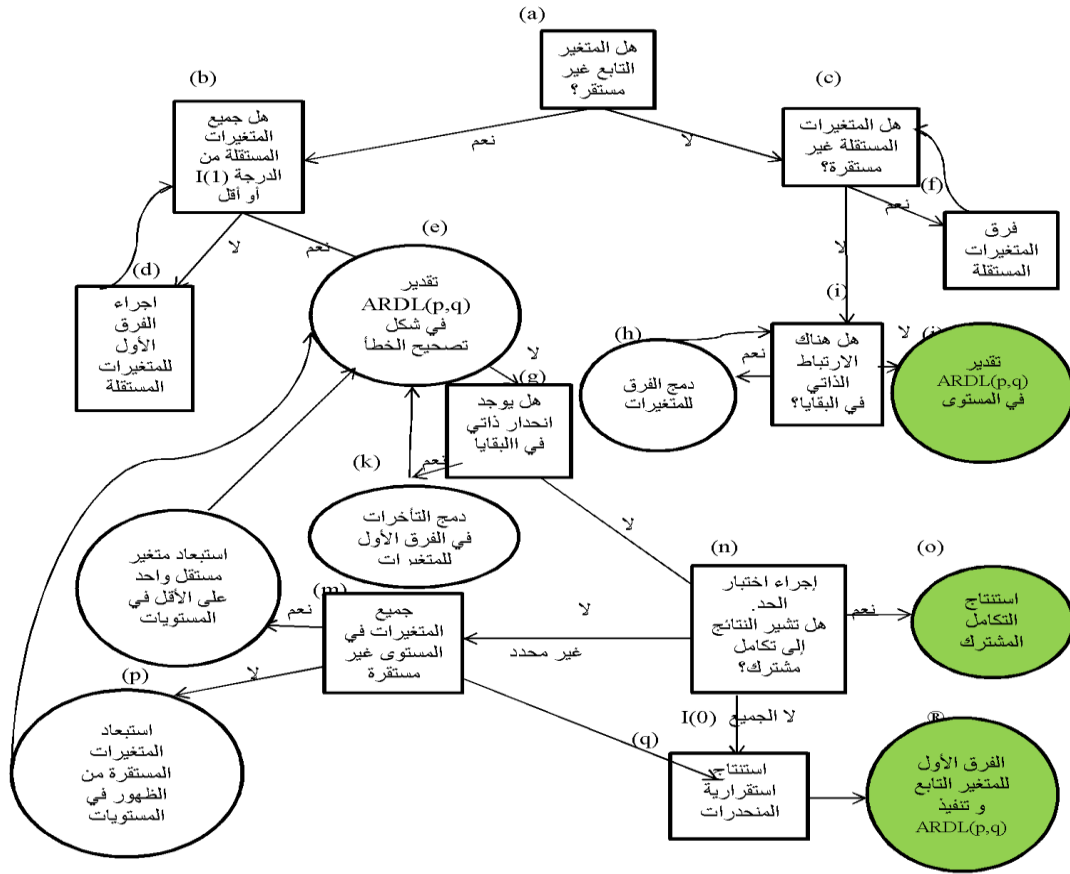 (a)
هل المتغير
التابع غير
مستقر؟
(b)
هل جميع
المتغيرات
المستقلة من
الدرجة I(1)
أو أقل
(c)
هل المتغيرات
المستقلة غير
مستقرة؟
نعم
لا
(f)
نعم
فرق
المتغيرات
المستقلة
لا
نعم
لا
(d)
اجراء
الفرق
الأول
للمتغيرات
المستقلة
(e)
تقدير
ARDL(p,q)
في شكل
تصحيح الخطأ
لا
(g)
هل يوجد
انحدار ذاتي
في االبقايا
(i)
هل هناك
الارتباط
الذاتي
في البقايا؟
(h)
نعم
دمج الفرق
للمتغيرات
لا
تقدير
ARDL(p,q)
في المستوى
(k)
نعم
دمج التأخرات
في الفرق الأول
للمتغيرات
لا
استبعاد متغير
مستقل واحد
على الأقل في
المستويات
(m)
نعم
جميع
المتغيرات في
المستوى غير
مستقرة
لا
غير محدد
(n)
إجراء اختبار
الحد.
هل تشير النتائج
إلى تكامل
مشترك؟
(o)
نعم
استنتاج
التكامل
المشترك
(p)
لا
استبعاد
المتغيرات
المستقرة من
الظهور في
المستويات
لا الجميع I(0)
(q)
استنتاج
استقرارية
المنحدرات
®
الفرق الأول
للمتغير التابع
و تنفيذ
ARDL(p,q)